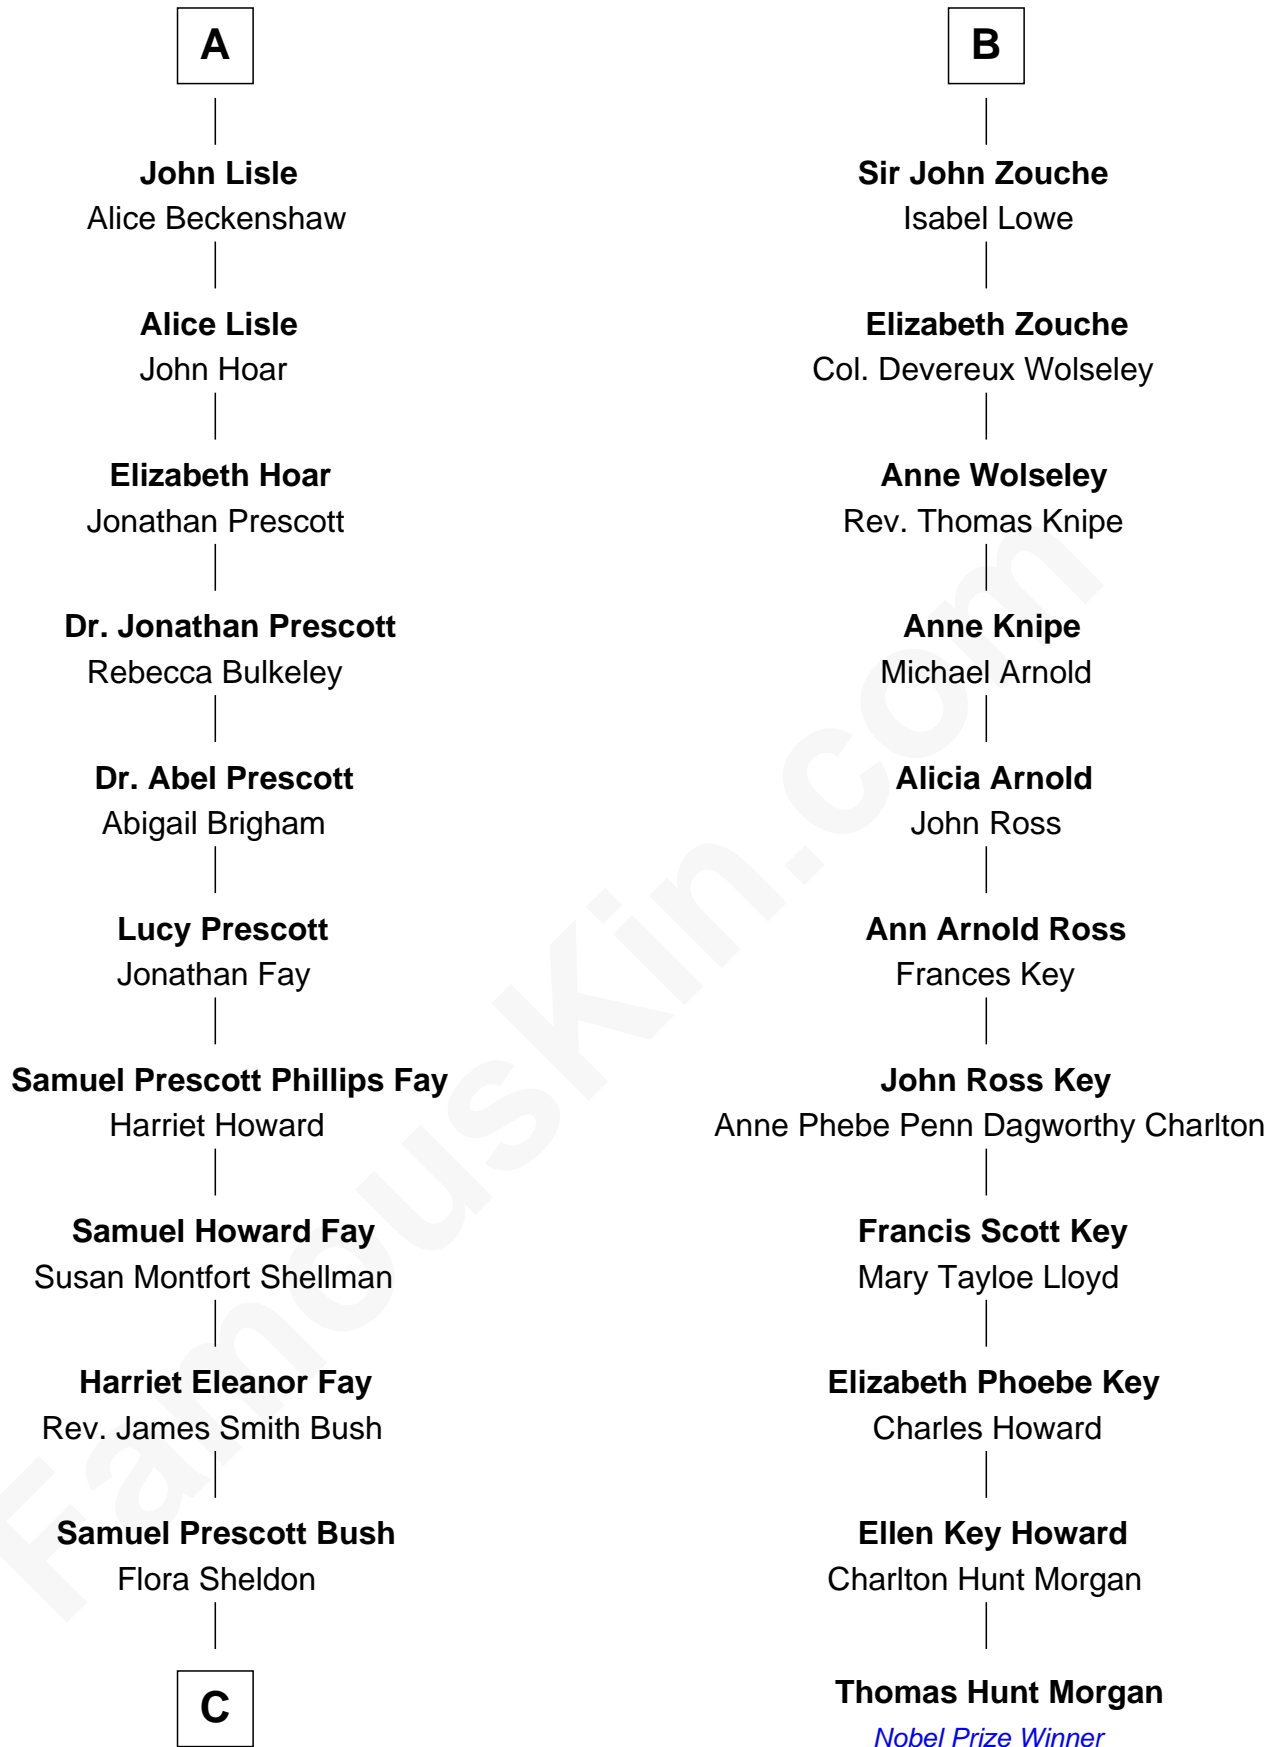 A
John Lisle
Alice Beckenshaw
Alice Lisle
John Hoar
Elizabeth Hoar
Jonathan Prescott
Dr. Jonathan Prescott
Rebecca Bulkeley
Dr. Abel Prescott
Abigail Brigham
Lucy Prescott
Jonathan Fay
Samuel Prescott Phillips Fay
Harriet Howard
Samuel Howard Fay
Susan Montfort Shellman
Harriet Eleanor Fay
Rev. James Smith Bush
Samuel Prescott Bush
Flora Sheldon
C
B
Sir John Zouche
Isabel Lowe
Elizabeth Zouche
Col. Devereux Wolseley
Anne Wolseley
Rev. Thomas Knipe
Anne Knipe
Michael Arnold
Alicia Arnold
John Ross
Ann Arnold Ross
Frances Key
John Ross Key
Anne Phebe Penn Dagworthy Charlton
Francis Scott Key
Mary Tayloe Lloyd
Elizabeth Phoebe Key
Charles Howard
Ellen Key Howard
Charlton Hunt Morgan
Thomas Hunt Morgan
Nobel Prize Winner
FamousKin.com